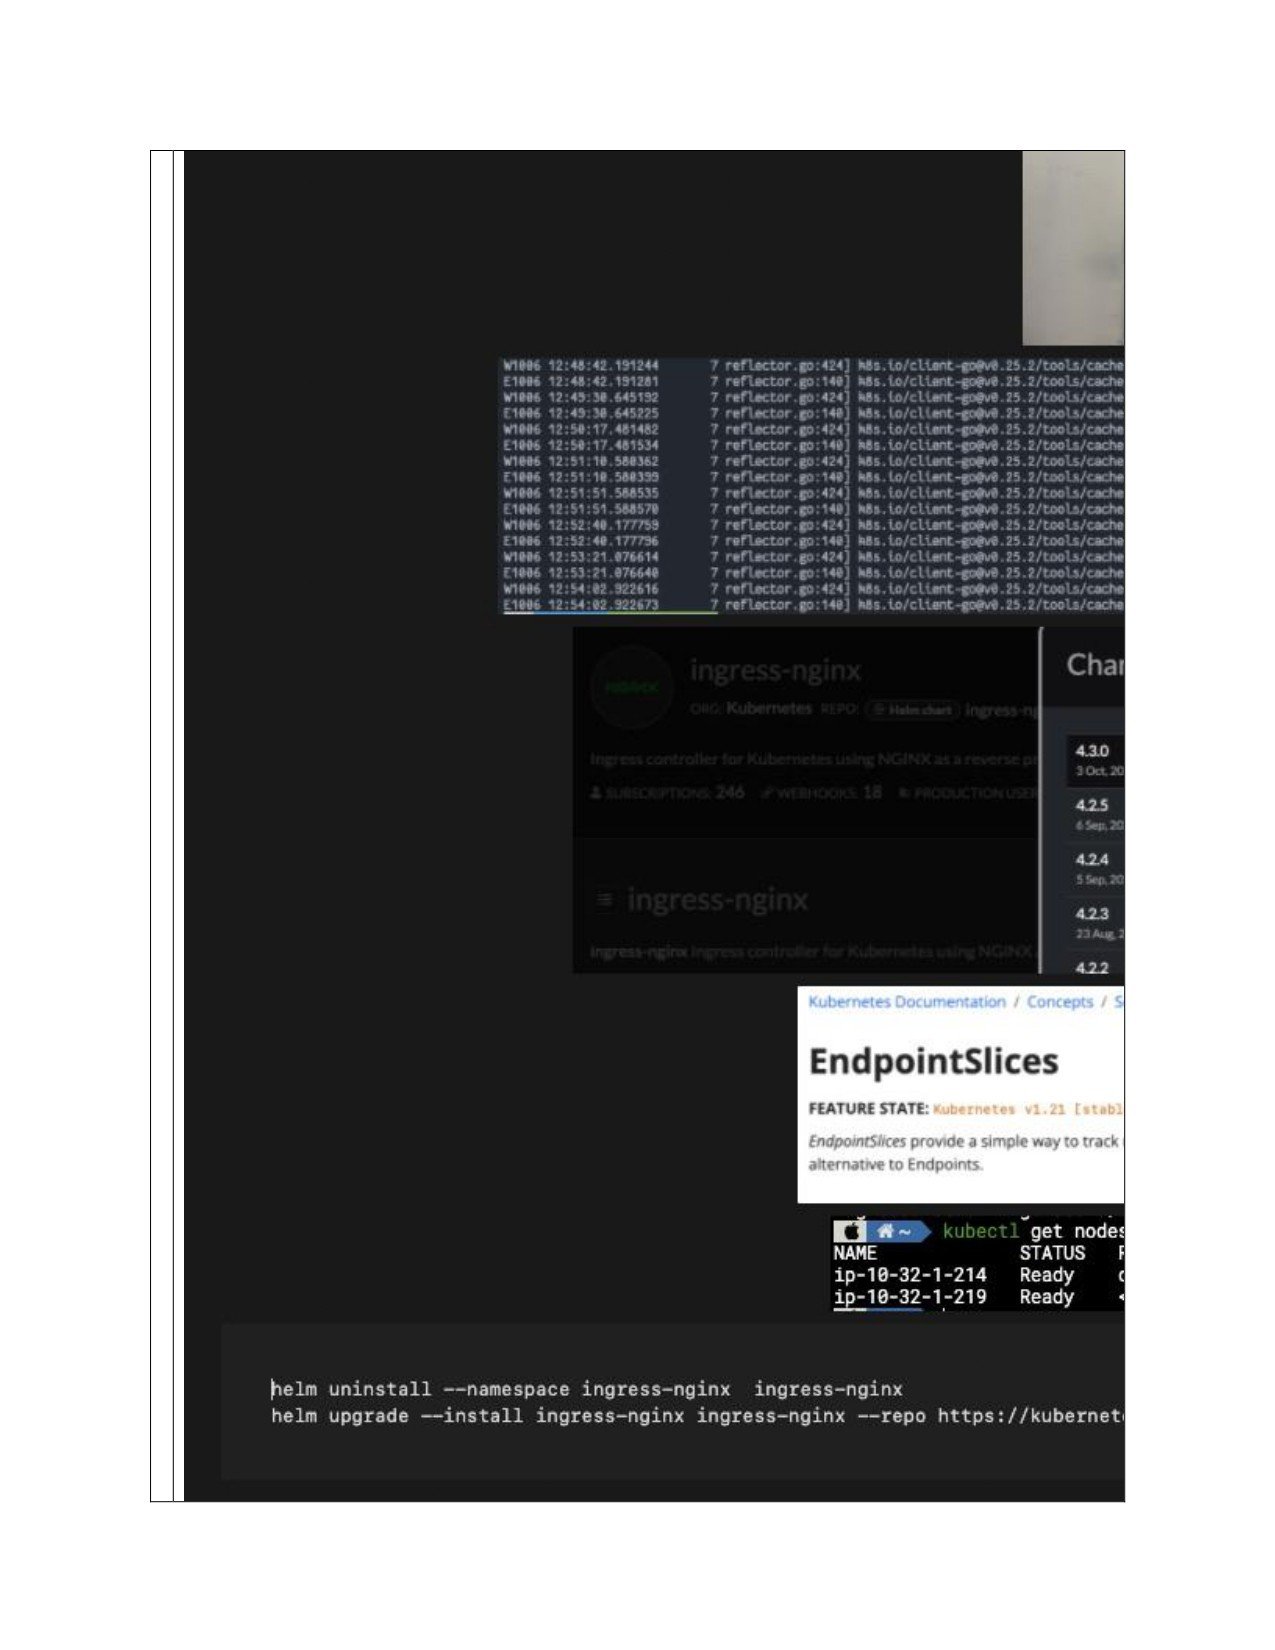 W1006 12:48:42.191244 7 reflector.go:424] k8s.io/client-go@v0.25.2/tools/cache
E1006 12:48:42.191281 7 reflector.go:140] k8s.io/client-go@v0.25.2/tools/cache
W1006 12:49:30.645192 7 reflector.go:424] k8s.io/client-go@v0.25.2/tools/cache
E1006 12:49:30.645225 7 reflector.go:140] k8s.io/client-go@v0.25.2/tools/cache
W1006 12:50:17.481482 7 reflector.go:424] k8s.io/client-go@v0.25.2/tools/cache
E1006 12:50:17.481534 7 reflector.go:140] k8s.io/client-go@v0.25.2/tools/cache
W1006 12:51:10.580362 7 reflector.go:424] k8s.io/client-go@v0.25.2/tools/cache
E1006 12:51:10.580399 7 reflector.go:140] k8s.io/client-go@v0.25.2/tools/cache
W1006 12:51:51.588535 7 reflector.go:424] k8s.io/client-go@v0.25.2/tools/cache
E1006 12:51:51.588570 7 reflector.go:140] k8s.io/client-go@v0.25.2/tools/cache
W1006 12:52:40.177759 7 reflector.go:424] k8s.io/client-go@v0.25.2/tools/cache
E1006 12:52:40.177796 7 reflector.go:140] k8s.io/client-go@v0.25.2/tools/cache
W1006 12:53:21.076614 7 reflector.go:424] k8s.io/client-go@v0.25.2/tools/cache
E1006 12:53:21.076640 7 reflector.go:140] k8s.io/client-go@v0.25.2/tools/cache
W1006 12:54:02.922616 7 reflector.go:424] k8s.io/client-go@v0.25.2/tools/cache
E1006 12:54:02.922673 7 reflector.go:140] k8s.io/client-go@v0.25.2/tools/cache
ingress-nginx
ORG: Kubernetes REPO: Helm chart ingress-ng
Ingress controller for Kubernetes using NGINX as a reverse pr
SUBSCRIPTIONS: 246 WEBHOOKS: 18 PRODUCTION USER
ingress-nginx
ingress-nginx Ingress controller for Kubernetes using NGINX
Char
4.3.0
3 Oct, 20
4.2.5
6 Sep, 20
4.2.4
5 Sep, 20
4.2.3
23 Aug, 2
4.2.2
Kubernetes Documentation / Concepts / S
EndpointSlices
FEATURE STATE: Kubernetes v1.21 [stabl
EndpointSlices provide a simple way to track
alternative to Endpoints.
~ kubectl get nodes
NAME STATUS
ip-10-32-1-214 Ready
ip-10-32-1-219 Ready <
helm uninstall --namespace ingress-nginx  ingress-nginx
helm upgrade --install ingress-nginx ingress-nginx --repo https://kubernet